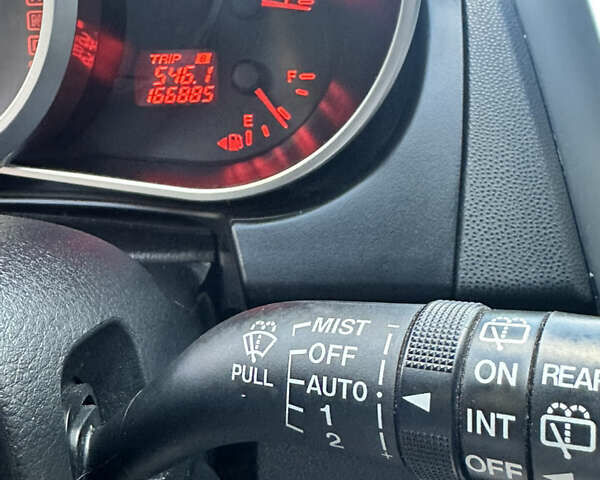 TRIP
546.1
166885
F
E
MIST
OFF
PULL
AUTO
1
2
ON
INT
OFF
REAR